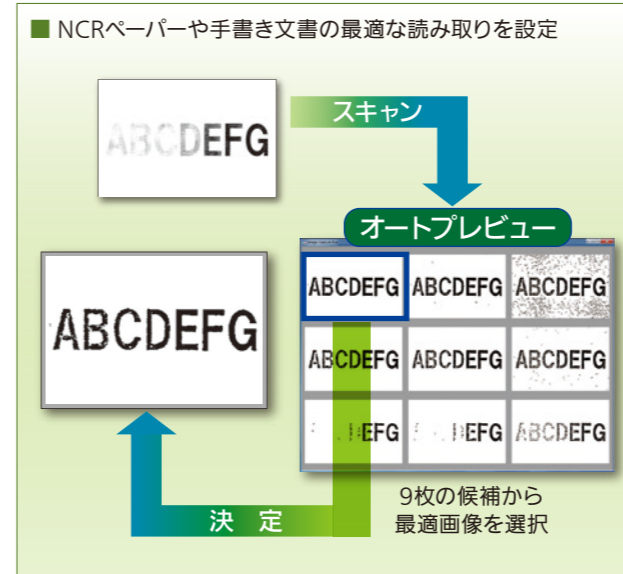 ■ NCRペーパーや手書き文書の最適な読み取りを設定
ABCDEFG
スキャン
オートプレビュー
ABCDEFG ABCDEFG ABCDEFG
ABCDEFG ABCDEFG ABCDEFG
EFG EFG ABCDEFG
ABCDEFG
決 定
9枚の候補から
最適画像を選択